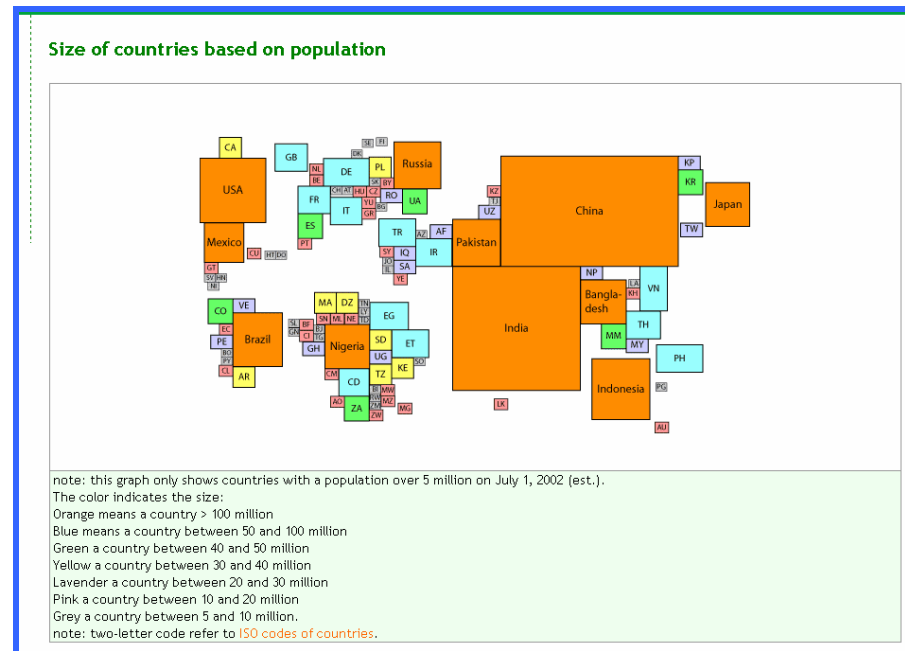 Size of countries based on population
CA
USA
Mexico
CU
HT DO
GT
SV HN
NI
CO
VE
EC
PE
Brazil
BO
PY
CL
AR
SE
FI
DK
GB
NL
DE
PL
Russia
BE
SK BY
FR
CH AT HU CZ
RO
UA
IT
YU
BG
GR
ES
PT
TR
AZ
AF
SY
IQ
IR
JO
IL
SA
YE
KZ
TJ
UZ
Pakistan
China
KP
KR
TW
Japan
NP
India
Bangla-
desh
LA
KH
VN
MM
TH
MY
PH
Indonesia
PG
LK
AU
MA
DZ
TN
LY
EG
SN ML NE TD
SL
BF
GN
CI
BJ
TG
GH
Nigeria
SD
ET
UG
SO
CM
CD
TZ
KE
BI
MW
AO
ZA
ZM
MZ
ZW
MG
note: this graph only shows countries with a population over 5 million on July 1, 2002 (est.).
The color indicates the size:
Orange means a country > 100 million
Blue means a country between 50 and 100 million
Green a country between 40 and 50 million
Yellow a country between 30 and 40 million
Lavender a country between 20 and 30 million
Pink a country between 10 and 20 million
Grey a country between 5 and 10 million.
note: two-letter code refer to ISO codes of countries.